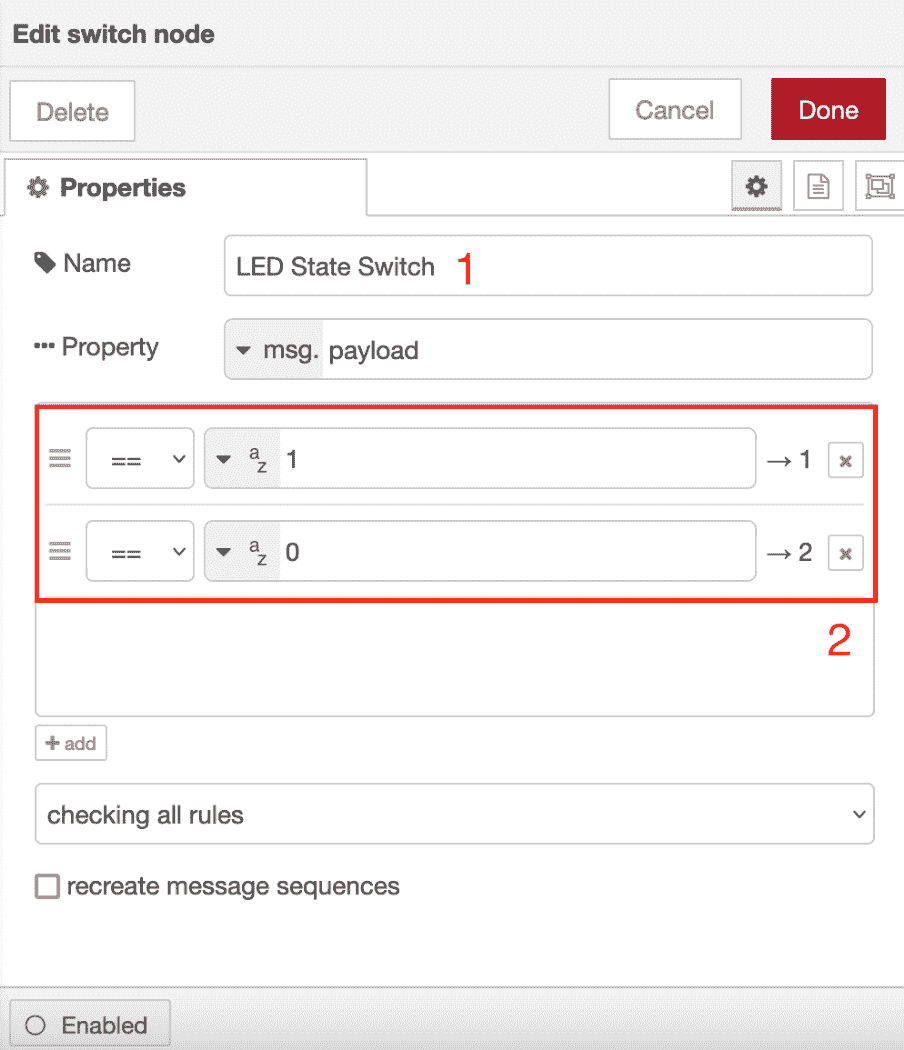 Edit switch node
Delete Cancel Done
Properties
Name LED State Switch 1
Property msg. payload
== a z 1 → 1 x
== a z 0 → 2 x
2
+ add
checking all rules
recreate message sequences
Enabled